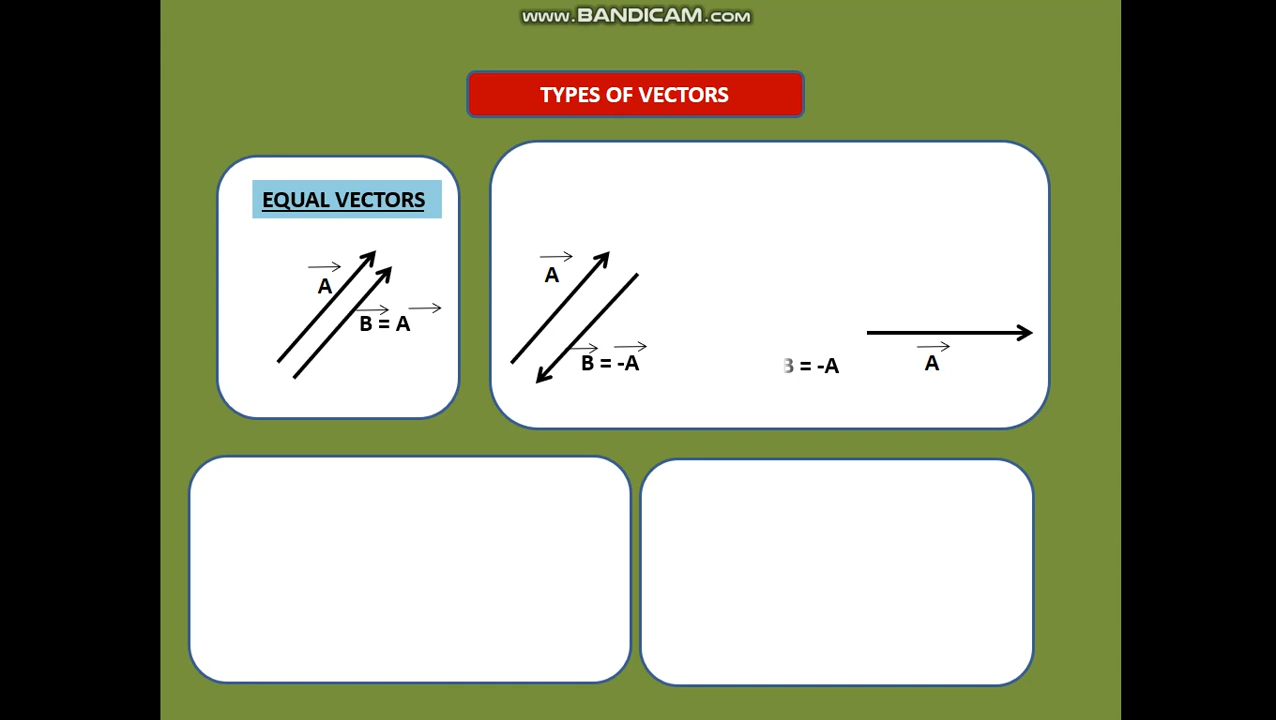 www.BANDICAM.com
TYPES OF VECTORS
EQUAL VECTORS
A
B = A
A
B = -A
B = -A
A